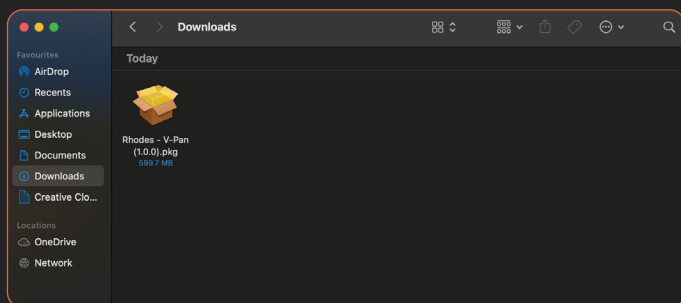 Downloads
Favourites
AirDrop
Recents
Applications
Desktop
Documents
Downloads
Creative Clo...
Locations
OneDrive
Network
Today
Rhodes - V-Pan
(1.0.0).pkg
599.7 MB